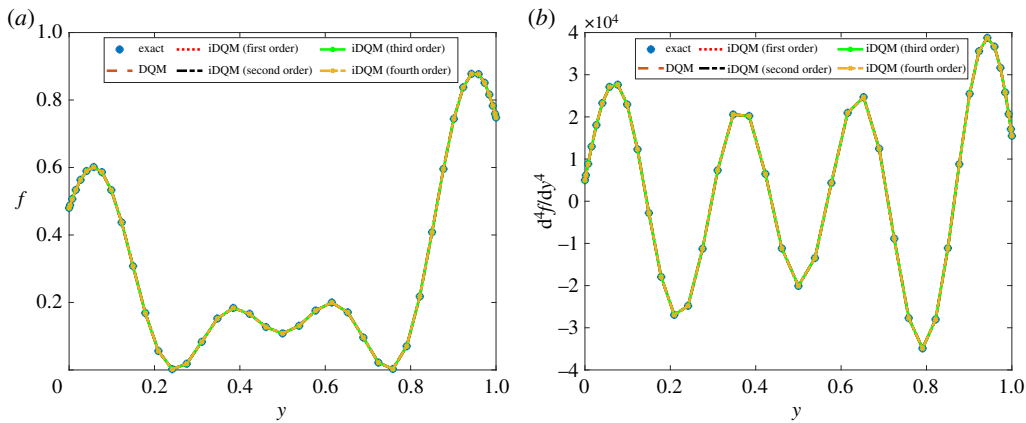 (a)
1.0
exact
iDQM (first order)
iDQM (third order)
DQM
iDQM (second order)
iDQM (fourth order)
0.8
0.6
f
0.4
0.2
0
0.2
0.4
0.6
0.8
1.0
y
(b)
×10⁴
4
exact
iDQM (first order)
iDQM (third order)
DQM
iDQM (second order)
iDQM (fourth order)
3
2
1
d⁴f/dy⁴
0
−1
−2
−3
−4
0
0.2
0.4
0.6
0.8
1.0
y